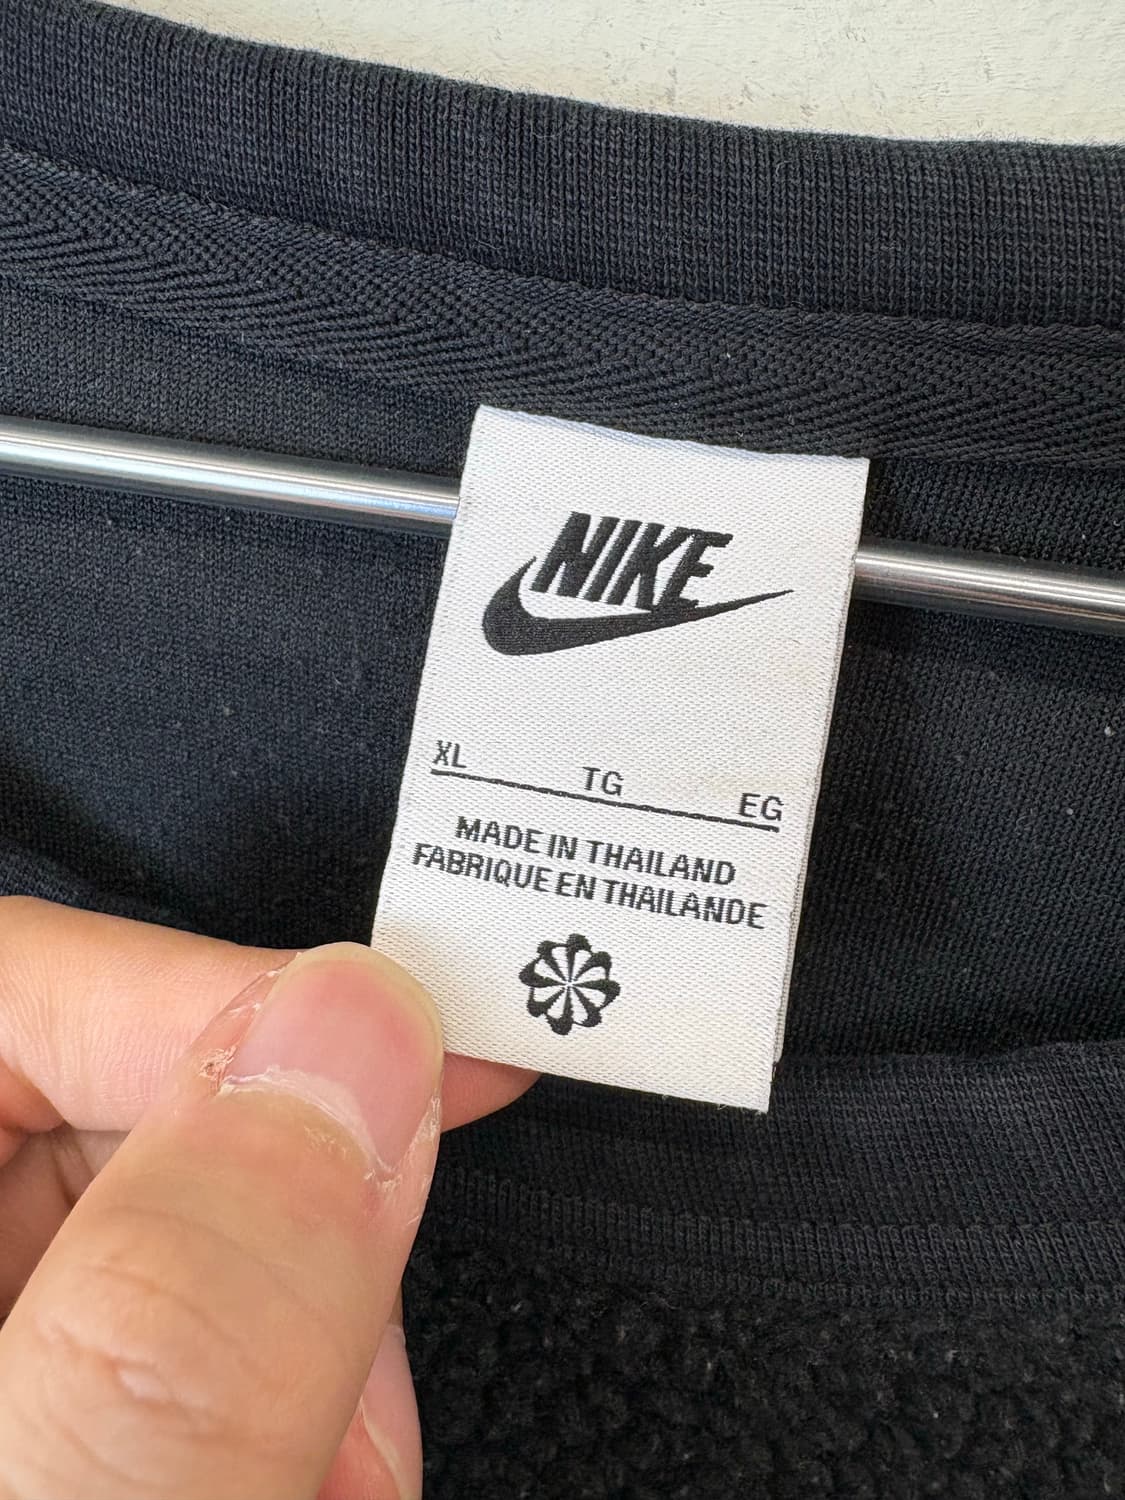 NIKE
XL TG EG
MADE IN THAILAND
FABRIQUE EN THAILANDE